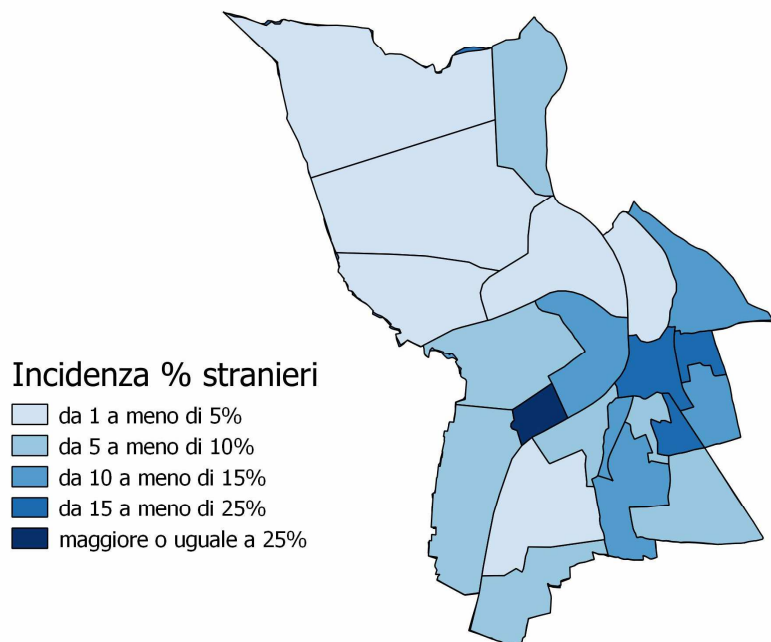 Incidenza % stranieri
da 1 a meno di 5%
da 5 a meno di 10%
da 10 a meno di 15%
da 15 a meno di 25%
maggiore o uguale a 25%